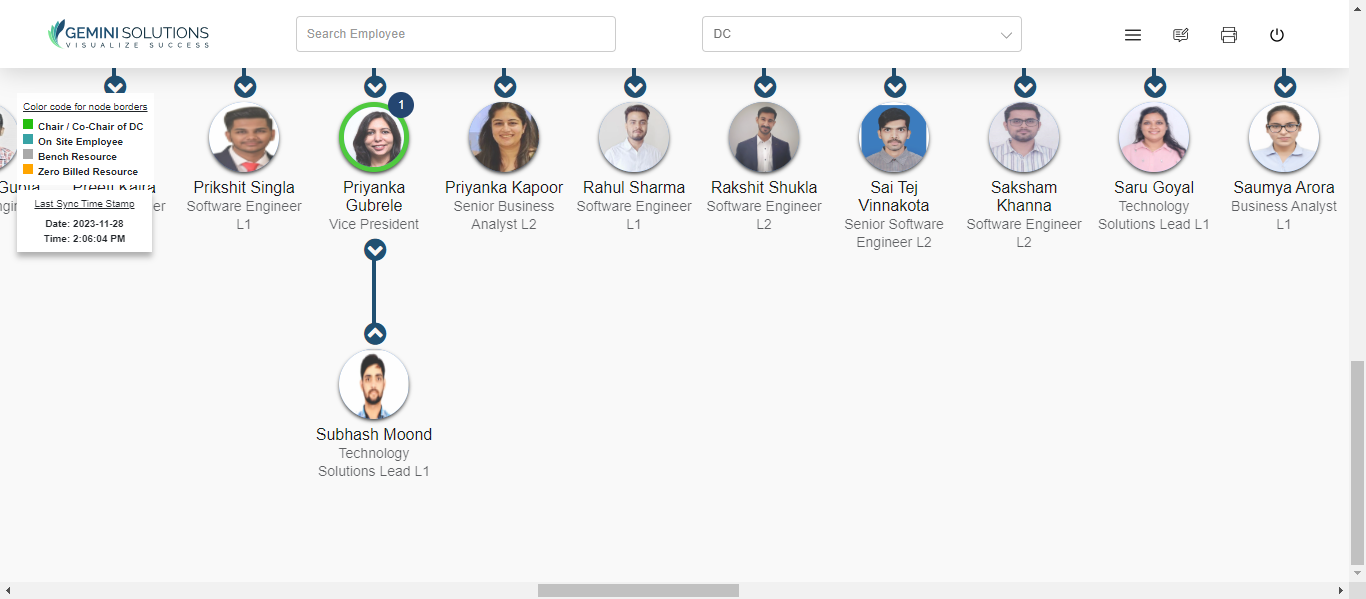 GEMINI SOLUTIONS
VISUALIZE SUCCESS
Search Employee
DC
Color code for node borders
Chair / Co-Chair of DC
On Site Employee
Bench Resource
Zero Billed Resource
Last Sync Time Stamp
Date: 2023-11-28
Time: 2:06:04 PM
Prikshit Singla
Software Engineer
L1
1
Priyanka
Gubrele
Vice President
Priyanka Kapoor
Senior Business
Analyst L2
Rahul Sharma
Software Engineer
L1
Rakshit Shukla
Software Engineer
L2
Sai Tej
Vinnakota
Senior Software
Engineer L2
Saksham
Khanna
Software Engineer
L2
Saru Goyal
Technology
Solutions Lead L1
Saumya Arora
Business Analyst
L1
Subhash Moond
Technology
Solutions Lead L1